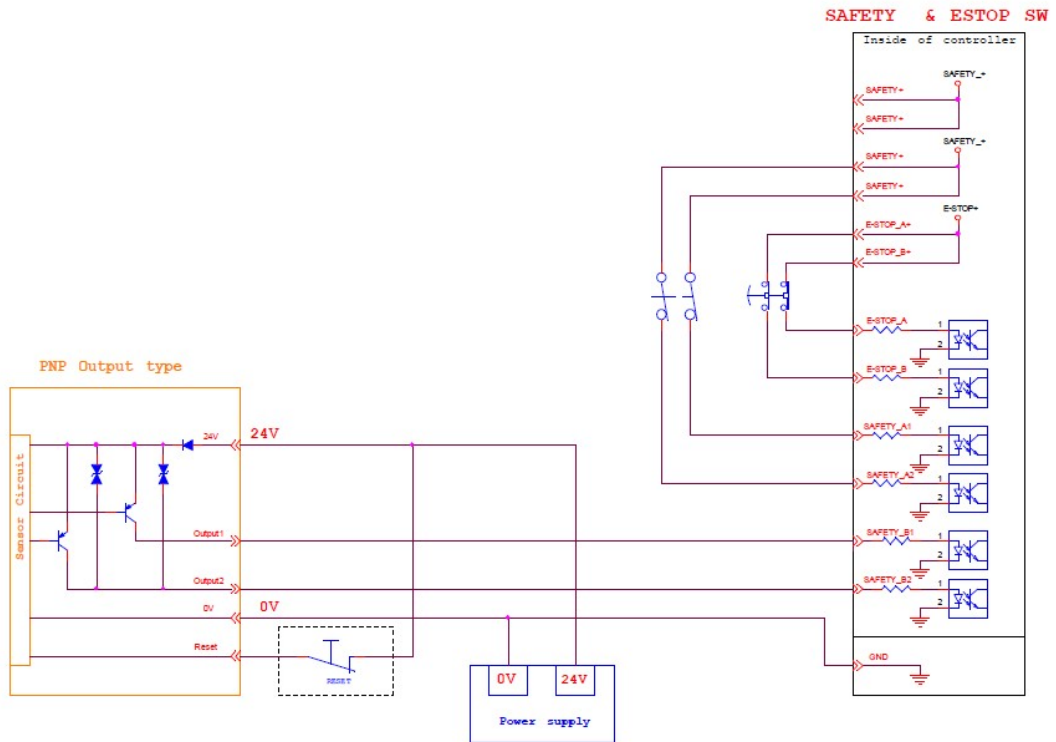 SAFETY & ESTOP SW
Inside of controller
SAFETY_+
SAFETY+
SAFETY+
SAFETY_+
SAFETY+
SAFETY+
E-STOP+
E-STOP_A+
E-STOP_B+
E-STOP_A
1
2
E-STOP_B
1
2
SAFETY_A1
1
2
SAFETY_A2
1
2
SAFETY_B1
1
2
SAFETY_B2
1
2
GND
PNP Output type
Sensor Circuit
24V
24V
Output1
Output2
0V
0V
Reset
RESET
0V
24V
Power supply